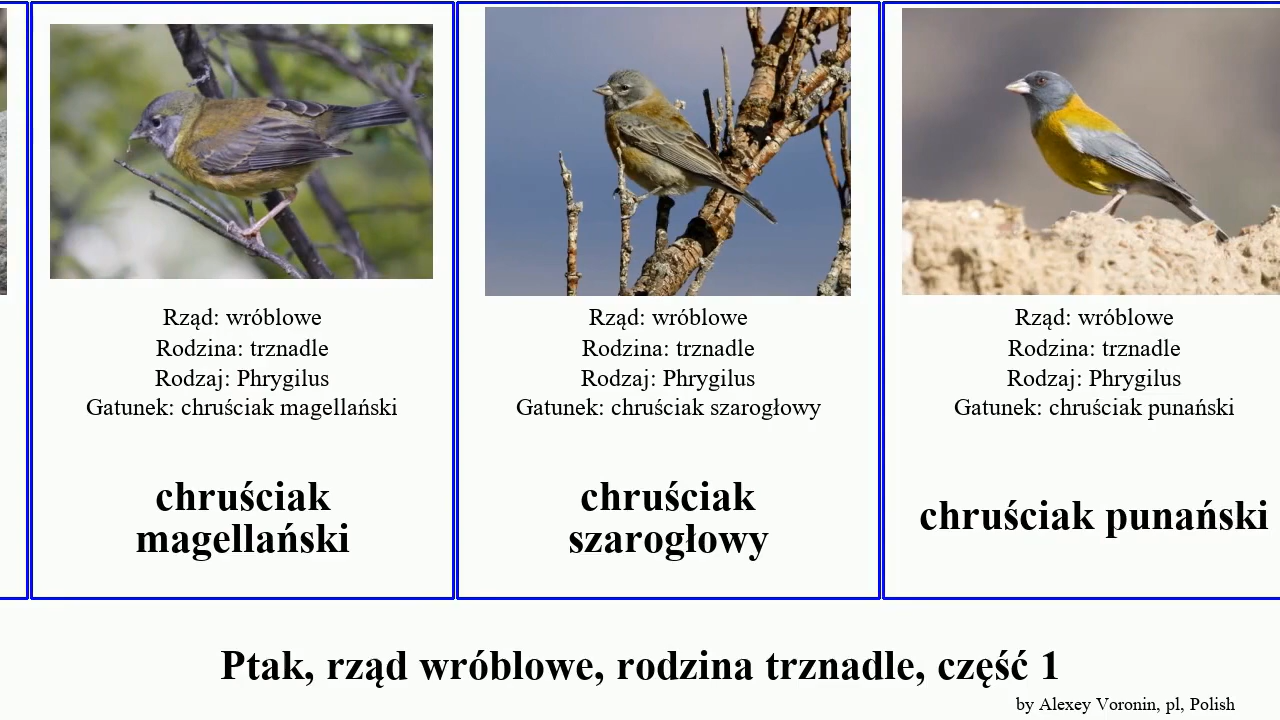 Rząd: wróblowe
Rodzina: trznadle
Rodzaj: Phrygilus
Gatunek: chruściak magellański
chruściak
magellański
Rząd: wróblowe
Rodzina: trznadle
Rodzaj: Phrygilus
Gatunek: chruściak szarogłowy
chruściak
szarogłowy
Rząd: wróblowe
Rodzina: trznadle
Rodzaj: Phrygilus
Gatunek: chruściak punański
chruściak punański
Ptak, rząd wróblowe, rodzina trznadle, część 1
by Alexey Voronin, pl, Polish